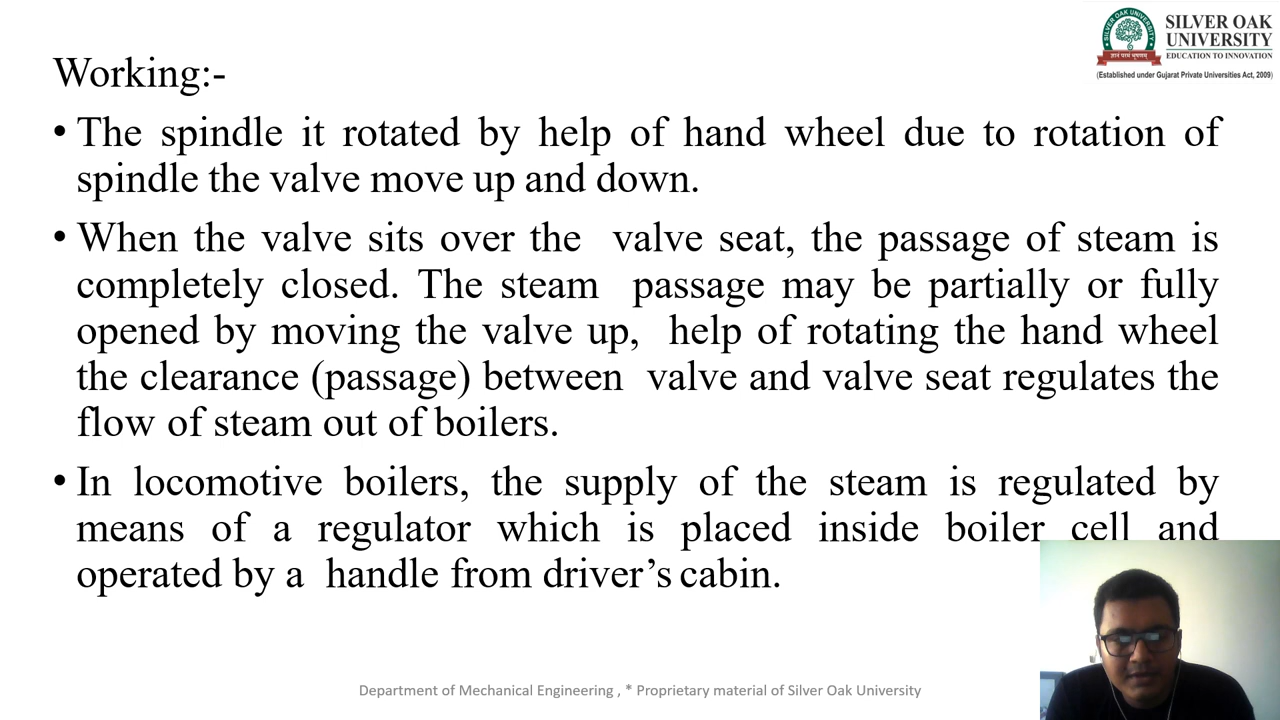 SILVER OAK
UNIVERSITY
EDUCATION TO INNOVATION
(Established under Gujarat Private Universities Act, 2009)
Working:-
• The spindle it rotated by help of hand wheel due to rotation of
spindle the valve move up and down.
• When the valve sits over the valve seat, the passage of steam is
completely closed. The steam passage may be partially or fully
opened by moving the valve up, help of rotating the hand wheel
the clearance (passage) between valve and valve seat regulates the
flow of steam out of boilers.
• In locomotive boilers, the supply of the steam is regulated by
means of a regulator which is placed inside boiler cell and
operated by a handle from driver’s cabin.
Department of Mechanical Engineering , * Proprietary material of Silver Oak University